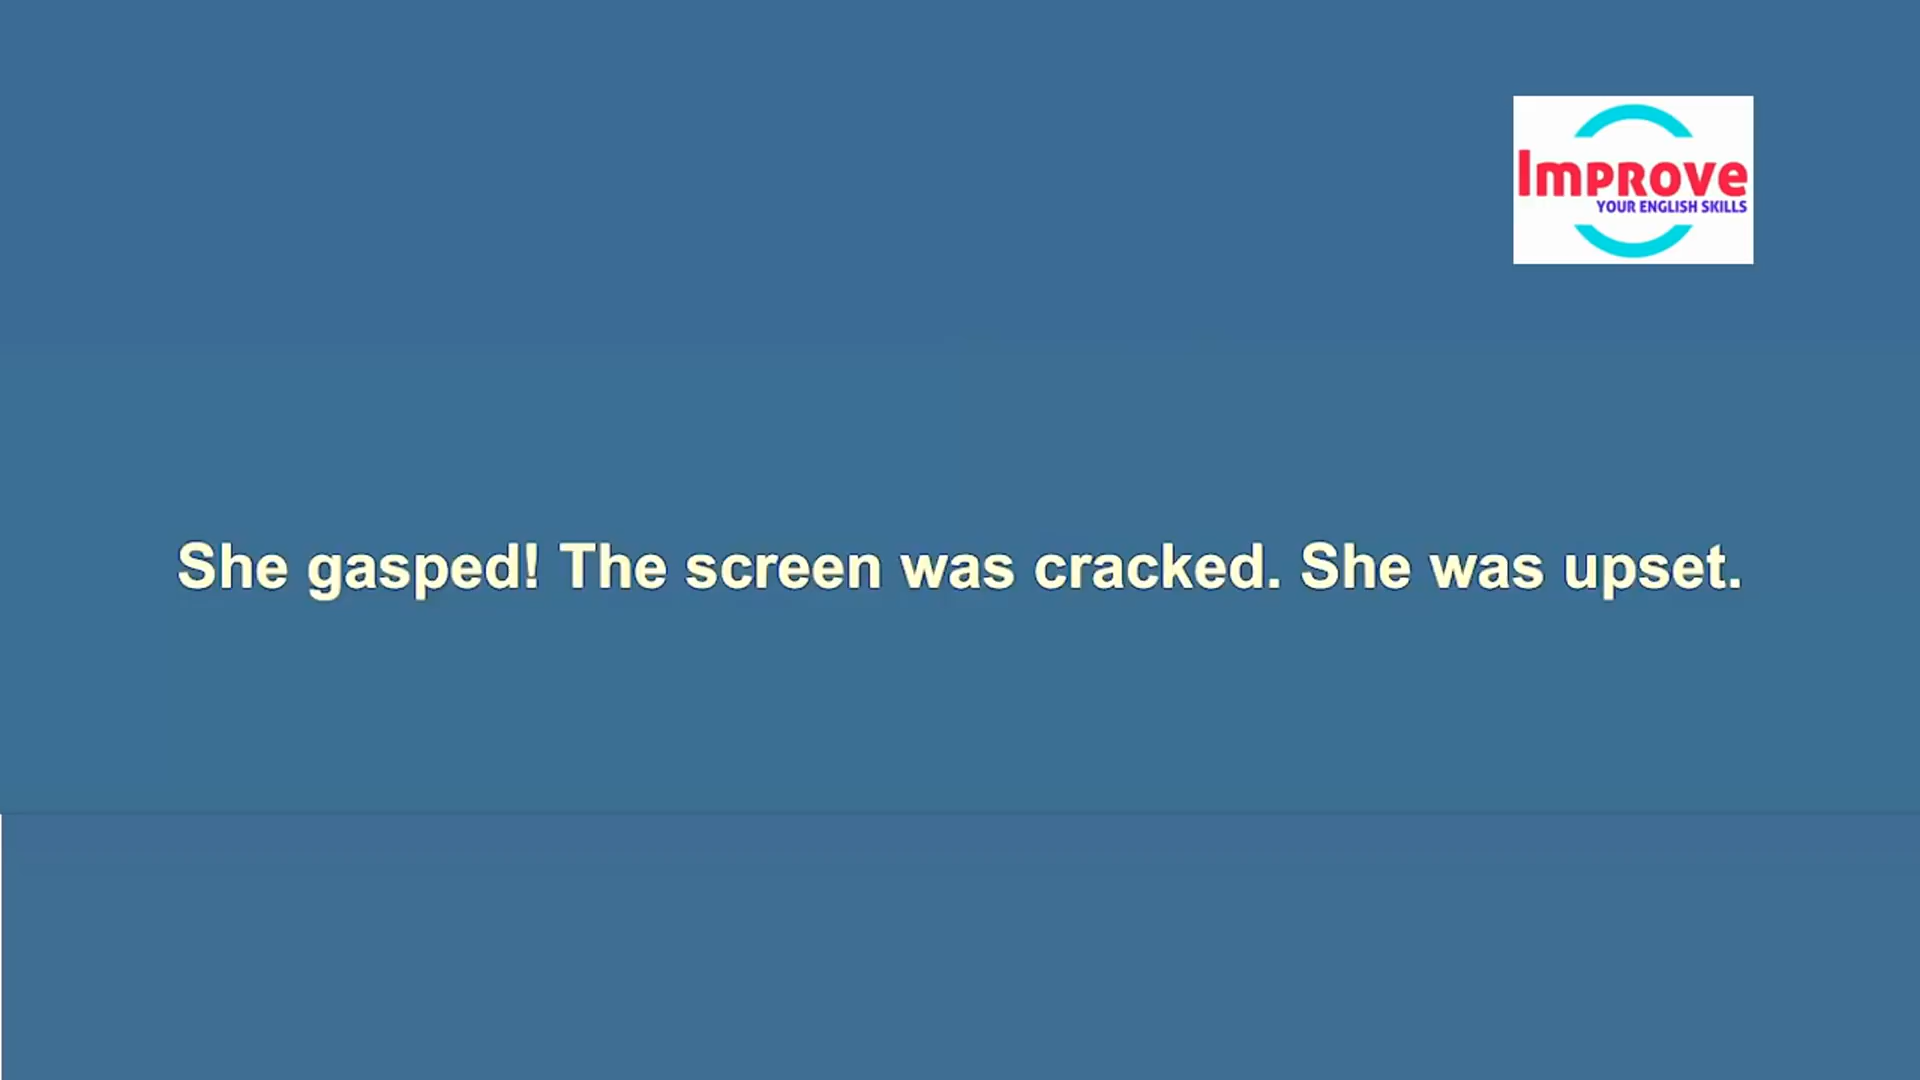 Improve
YOUR ENGLISH SKILLS
She gasped! The screen was cracked. She was upset.